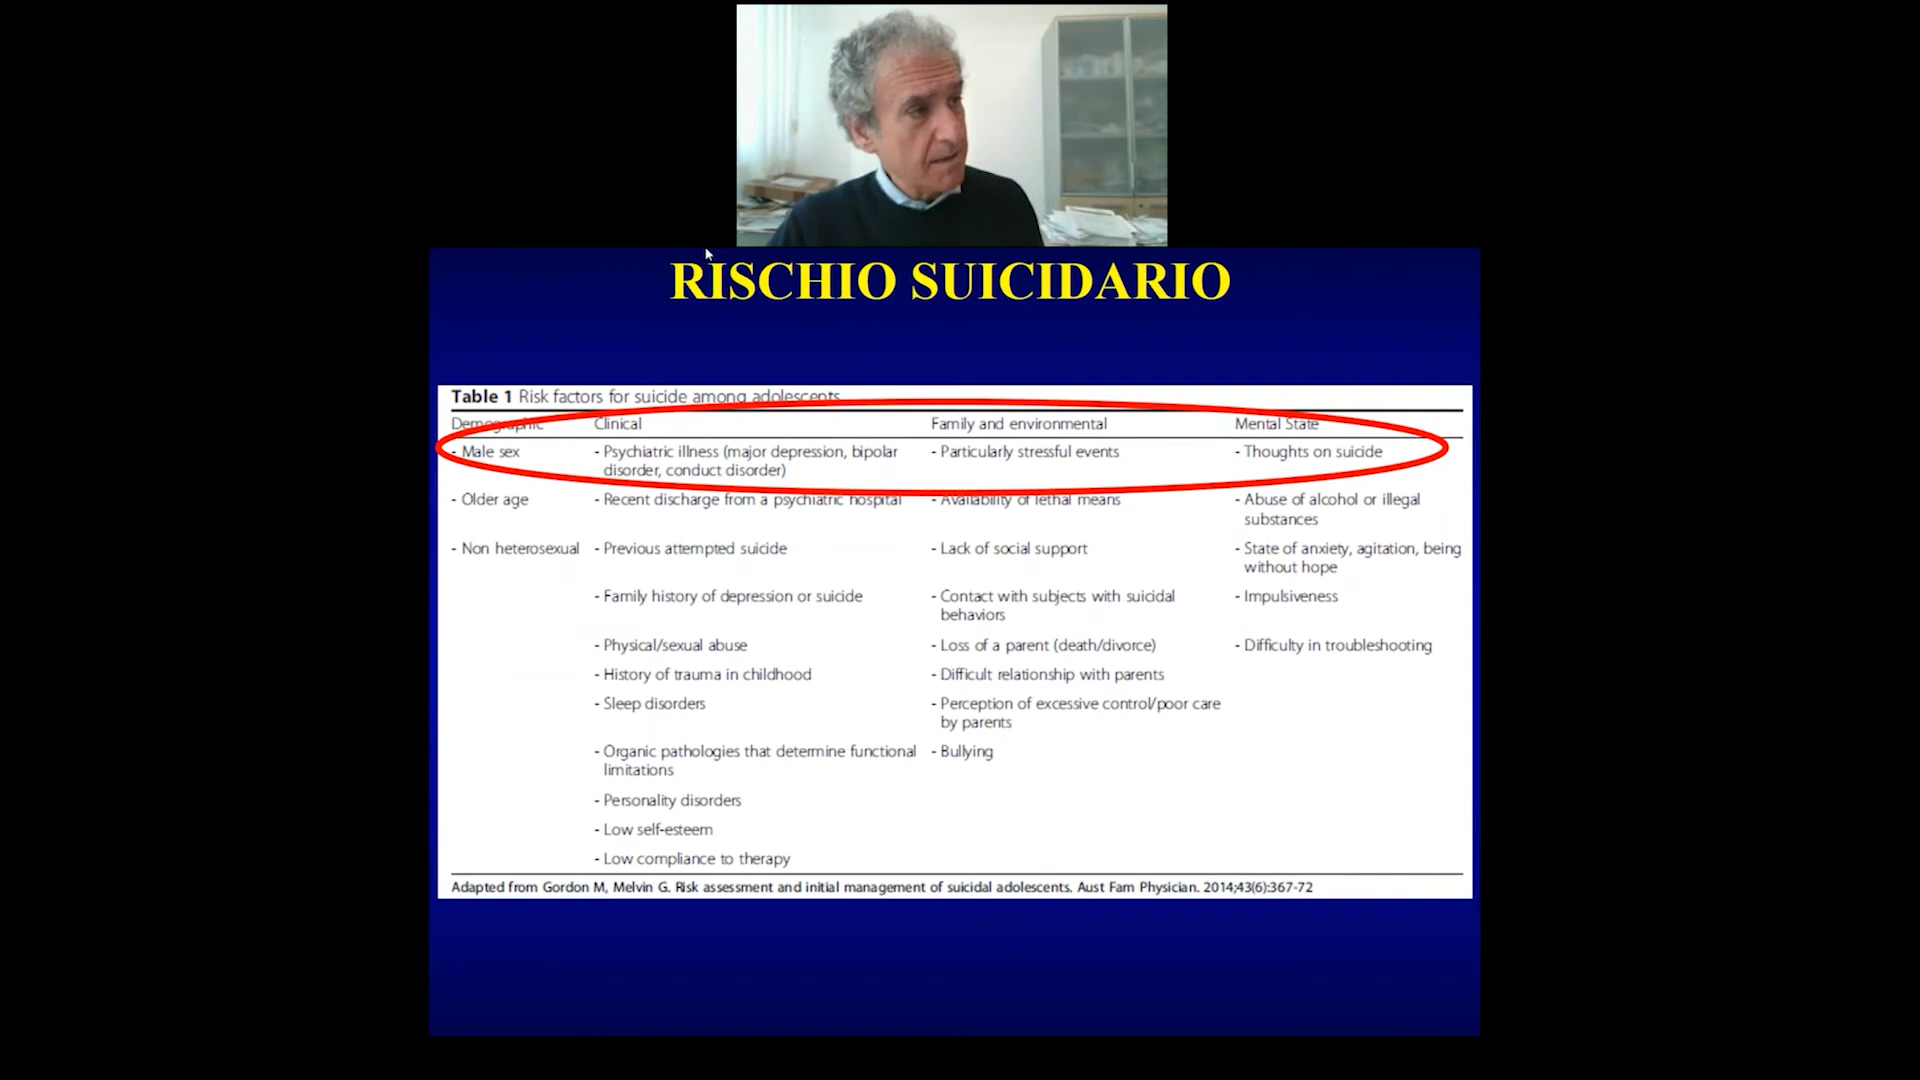 RISCHIO SUICIDARIO
Table 1 Risk factors for suicide among adolescents
Demographic Clinical Family and environmental Mental State
- Male sex - Psychiatric illness (major depression, bipolar - Particularly stressful events - Thoughts on suicide
disorder, conduct disorder)
- Older age - Recent discharge from a psychiatric hospital - Availability of lethal means - Abuse of alcohol or illegal
substances
- Non heterosexual - Previous attempted suicide - Lack of social support - State of anxiety, agitation, being
without hope
- Family history of depression or suicide - Contact with subjects with suicidal - Impulsiveness
behaviors
- Physical/sexual abuse - Loss of a parent (death/divorce) - Difficulty in troubleshooting
- History of trauma in childhood - Difficult relationship with parents
- Sleep disorders - Perception of excessive control/poor care
by parents
- Organic pathologies that determine functional - Bullying
limitations
- Personality disorders
- Low self-esteem
- Low compliance to therapy
Adapted from Gordon M, Melvin G. Risk assessment and initial management of suicidal adolescents. Aust Fam Physician. 2014;43(6):367-72